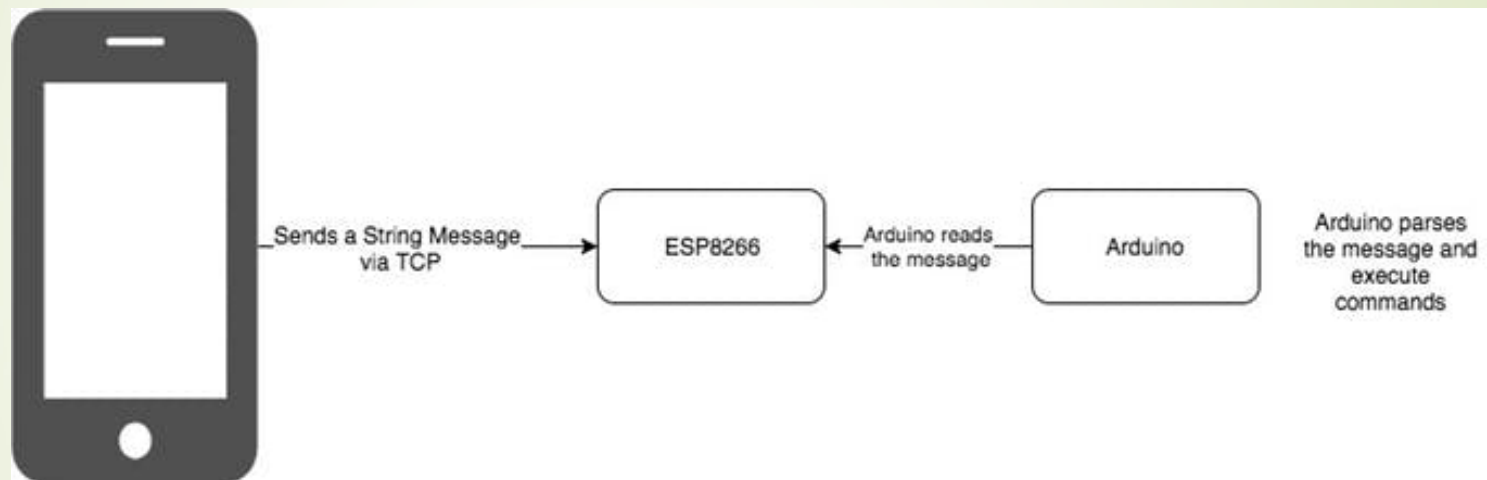 Sends a String Message
via TCP
ESP8266
Arduino reads
the message
Arduino
Arduino parses
the message and
execute
commands